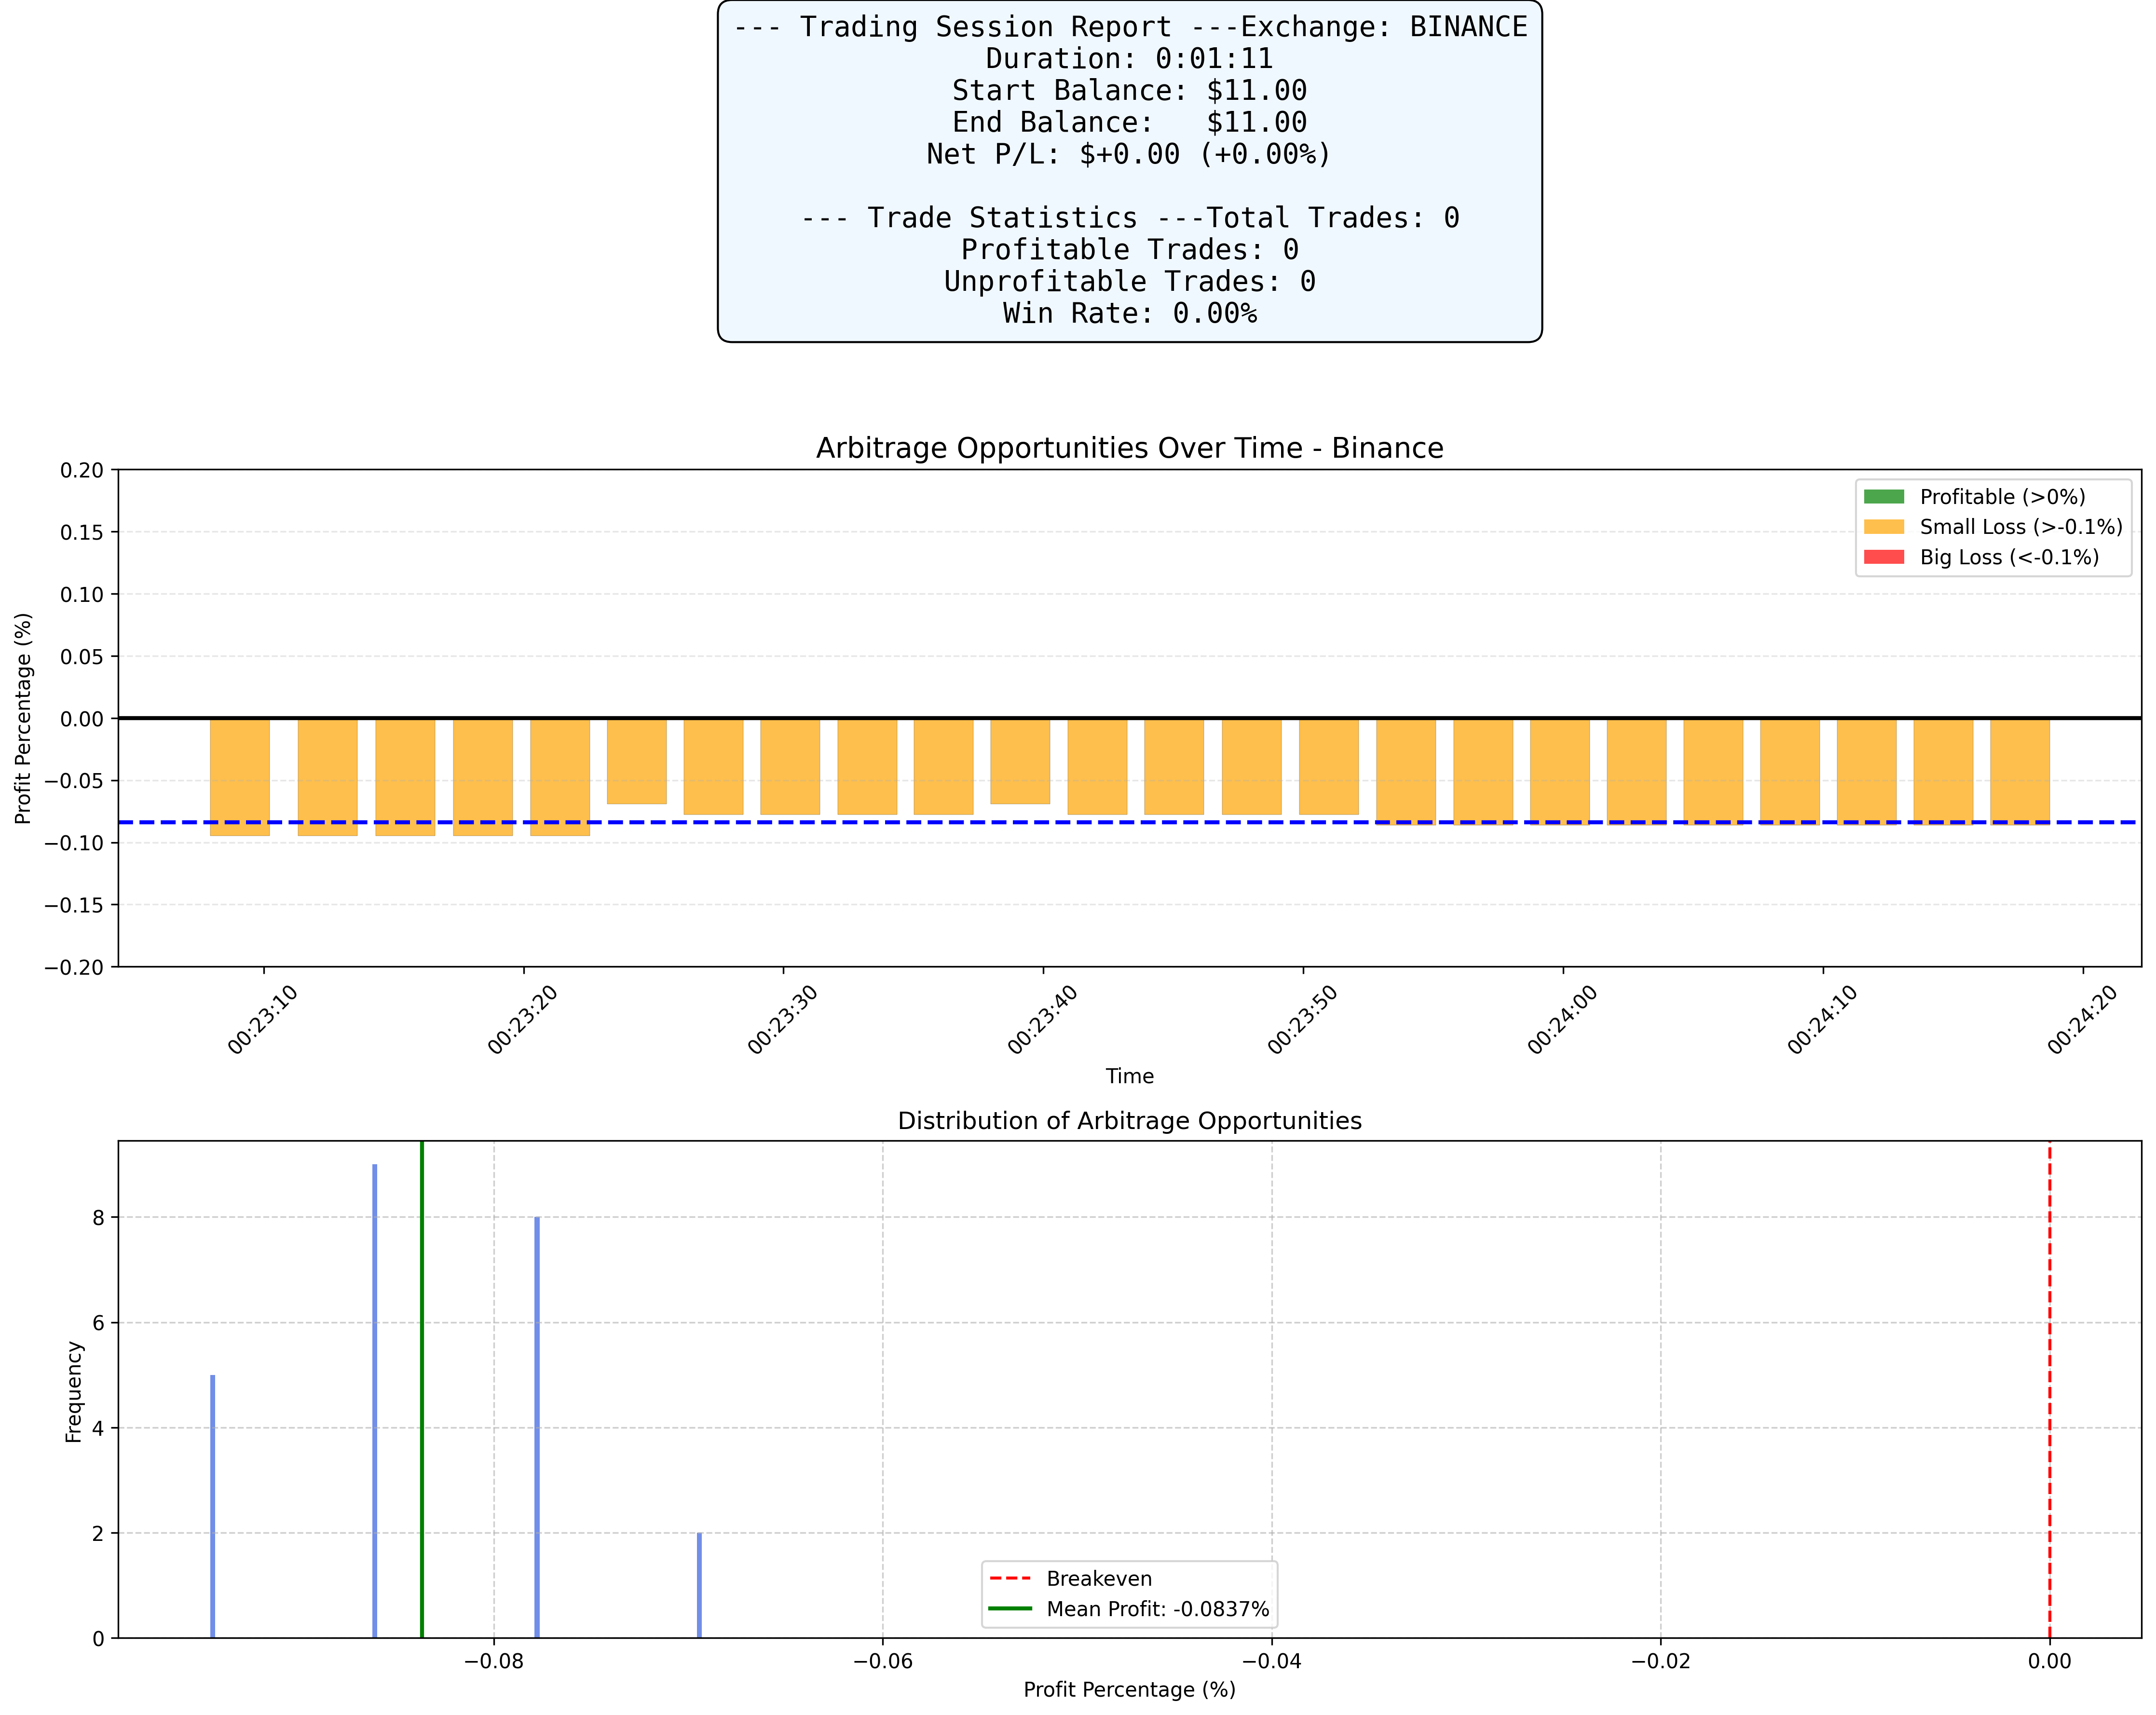 --- Trading Session Report ---Exchange: BINANCE
Duration: 0:01:11
Start Balance: $11.00
End Balance:   $11.00
Net P/L: $+0.00 (+0.00%)
--- Trade Statistics ---Total Trades: 0
Profitable Trades: 0
Unprofitable Trades: 0
Win Rate: 0.00%
Arbitrage Opportunities Over Time - Binance
Profit Percentage (%)
0.20
0.15
0.10
0.05
0.00
−0.05
−0.10
−0.15
−0.20
Profitable (>0%)
Small Loss (>-0.1%)
Big Loss (<-0.1%)
00:23:10
00:23:20
00:23:30
00:23:40
00:23:50
00:24:00
00:24:10
00:24:20
Time
Distribution of Arbitrage Opportunities
Frequency
8
6
4
2
0
Breakeven
Mean Profit: -0.0837%
−0.08
−0.06
−0.04
−0.02
0.00
Profit Percentage (%)